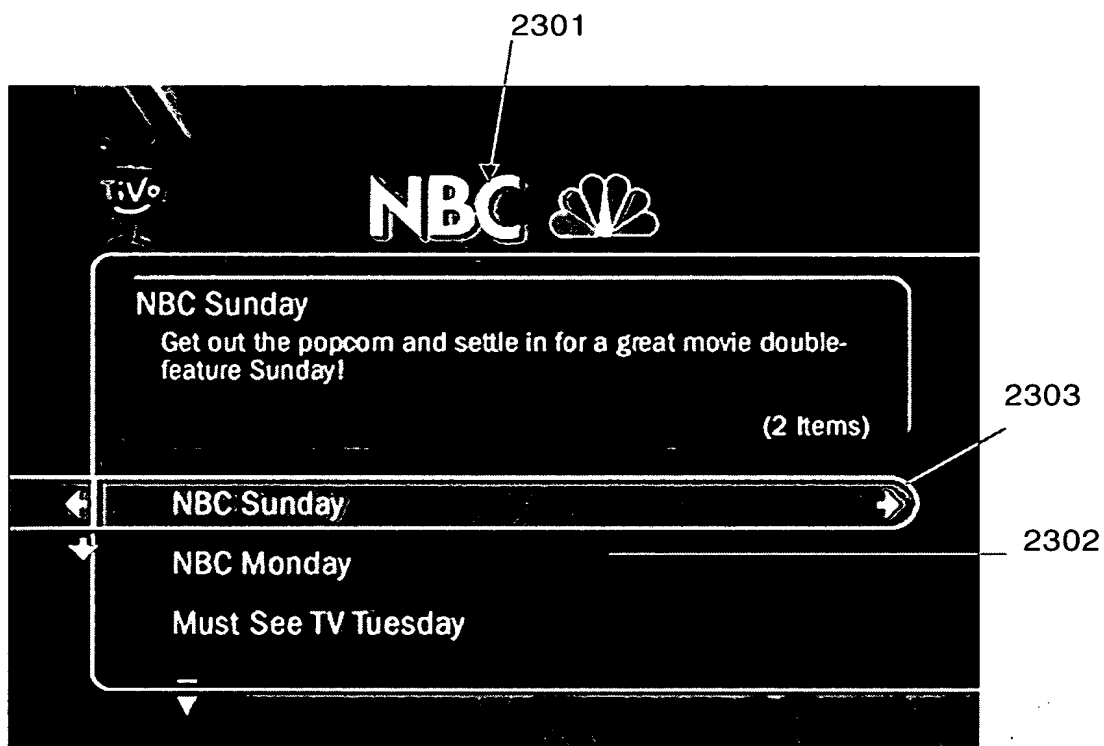 2301
TiVo
NBC
NBC Sunday
Get out the popcorn and settle in for a great movie double-
feature Sunday!
(2 Items)
2303
NBC Sunday
2302
NBC Monday
Must See TV Tuesday